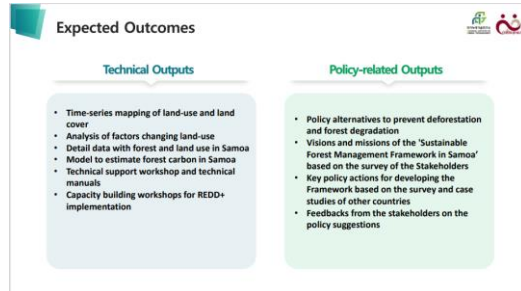 Expected Outcomes
Technical Outputs
• Time-series mapping of land-use and land
cover
• Analysis of factors changing land-use
• Detail data with forest and land use in Samoa
• Model to estimate forest carbon in Samoa
• Technical support workshop and technical
manuals
• Capacity building workshops for REDD+
implementation
Policy-related Outputs
• Policy alternatives to prevent deforestation
and forest degradation
• Visions and missions of the 'Sustainable
Forest Management Framework in Samoa'
based on the survey of the Stakeholders
• Key policy actions for developing the
Framework based on the survey and case
studies of other countries
• Feedbacks from the stakeholders on the
policy suggestions